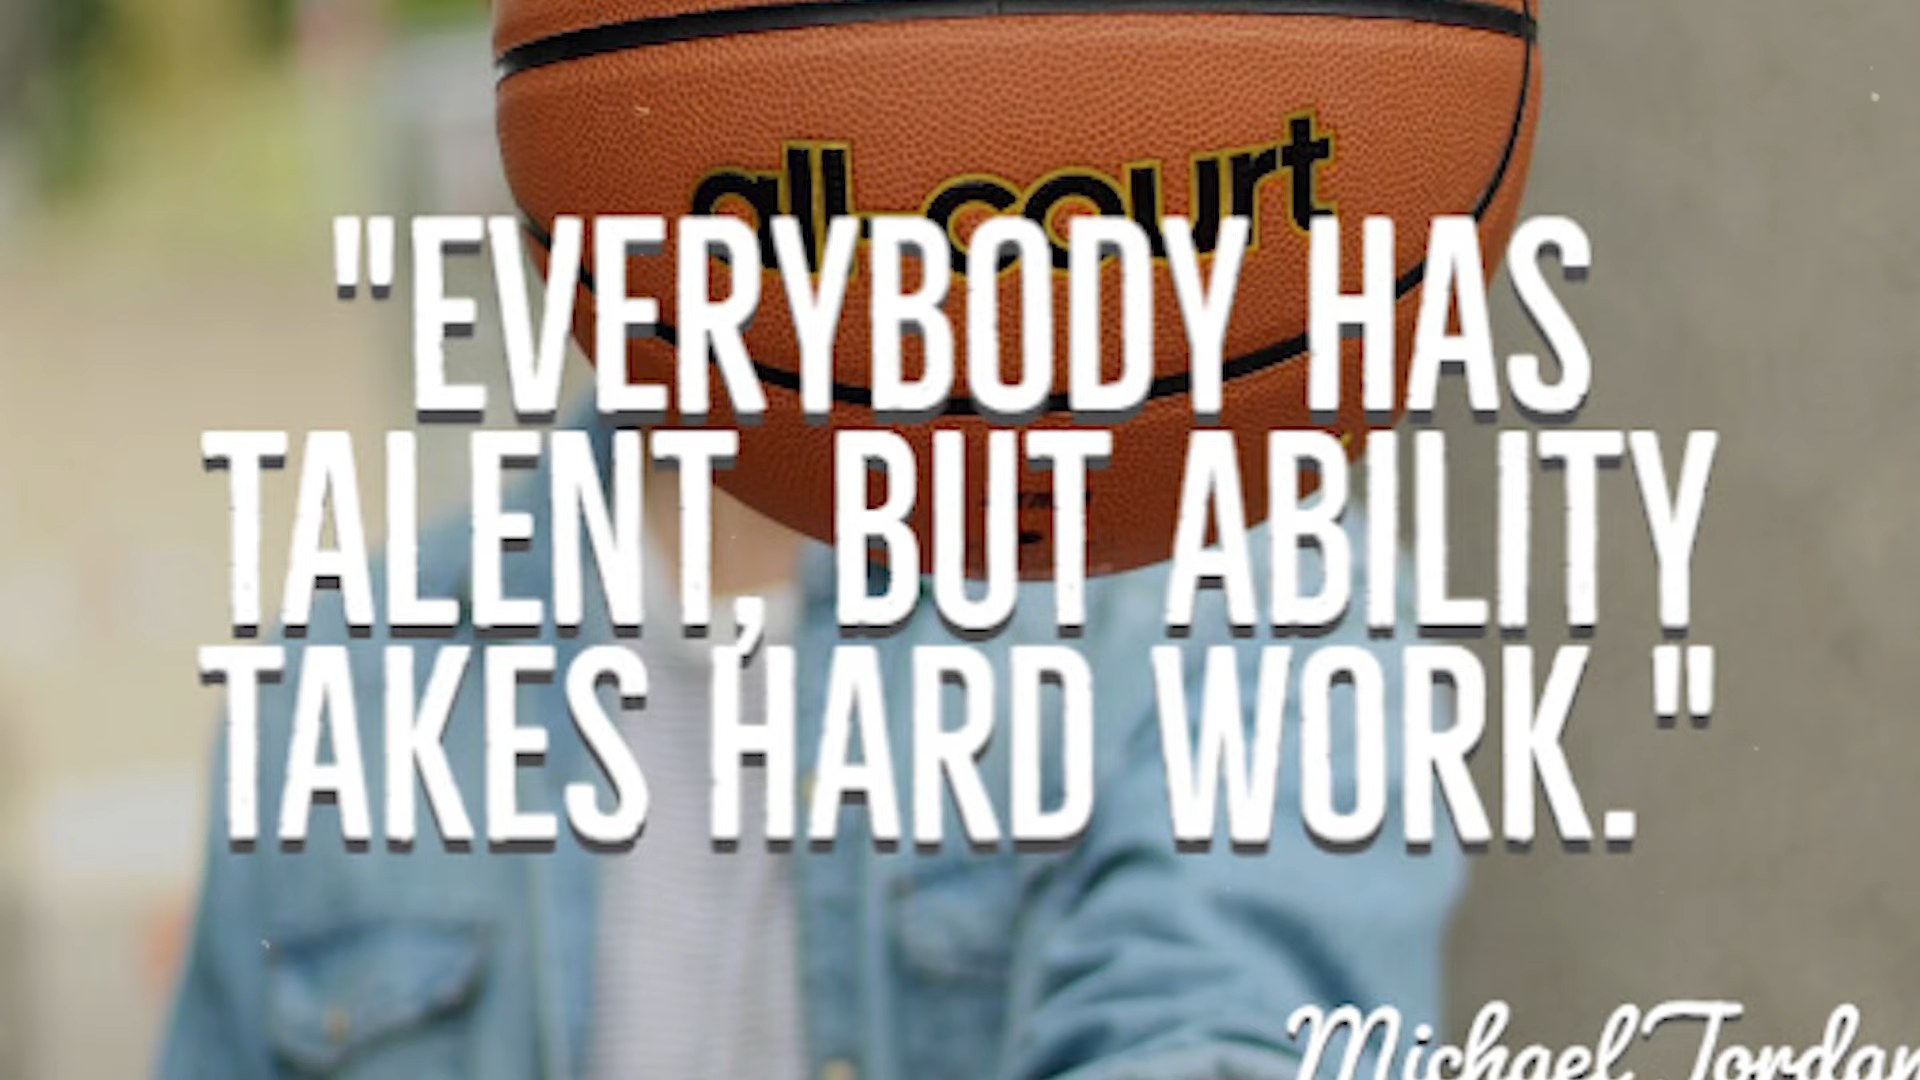 all-court
"EVERYBODY HAS
TALENT, BUT ABILITY
TAKES HARD WORK."
Michael Jordan